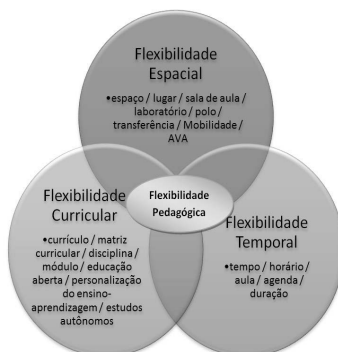 Flexibilidade
Espacial
•espaço / lugar / sala de aula /
laboratório / polo /
transferência / Mobilidade /
AVA
Flexibilidade
Pedagógica
Flexibilidade
Curricular
•currículo / matriz
curricular / disciplina /
módulo / educação
aberta / personalização
do ensino-
aprendizagem / estudos
autônomos
Flexibilidade
Temporal
•tempo / horário /
aula / agenda /
duração